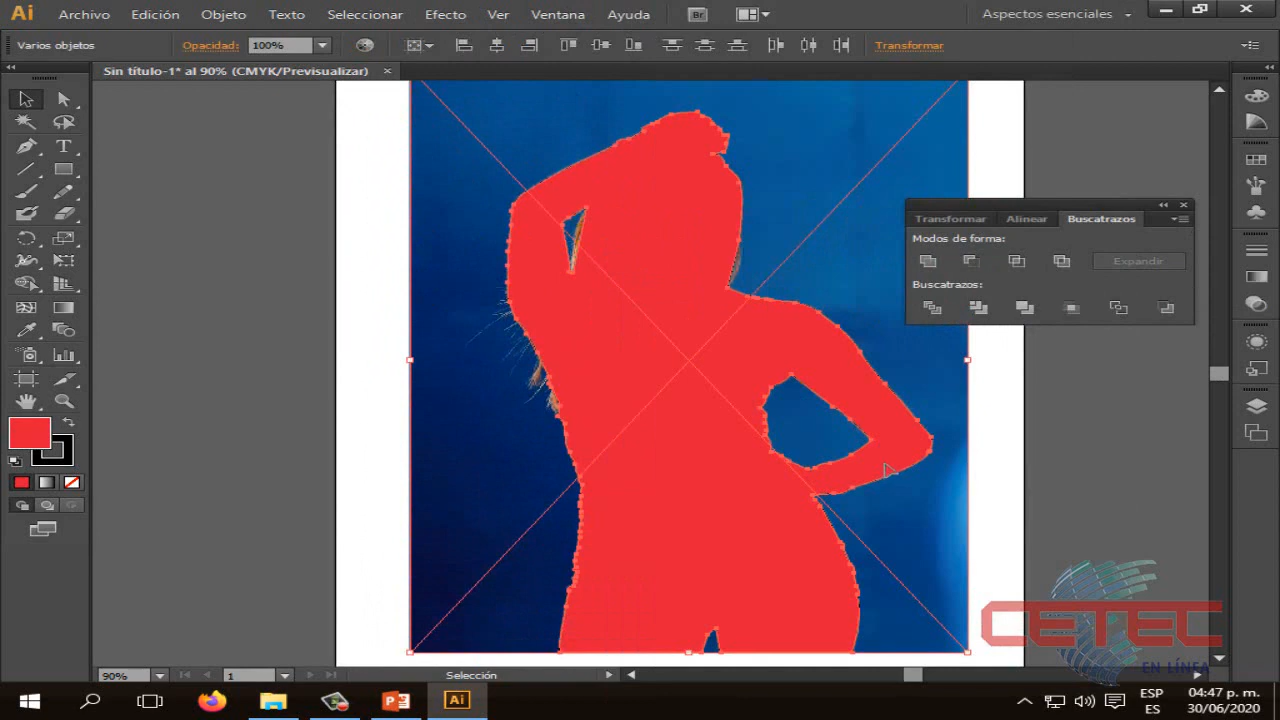 Ai Archivo Edición Objeto Texto Seleccionar Efecto Ver Ventana Ayuda Br Aspectos esenciales
Varios objetos Opacidad: 100% Transformar
Sin título-1* al 90% (CMYK/Previsualizar)
Transformar Alinear Buscatrazos
Modos de forma:
Expandir
Buscatrazos:
CETEC
EN LÍNEA
90% 1 Selección
Ai ESP 04:47 p. m.
ES 30/06/2020